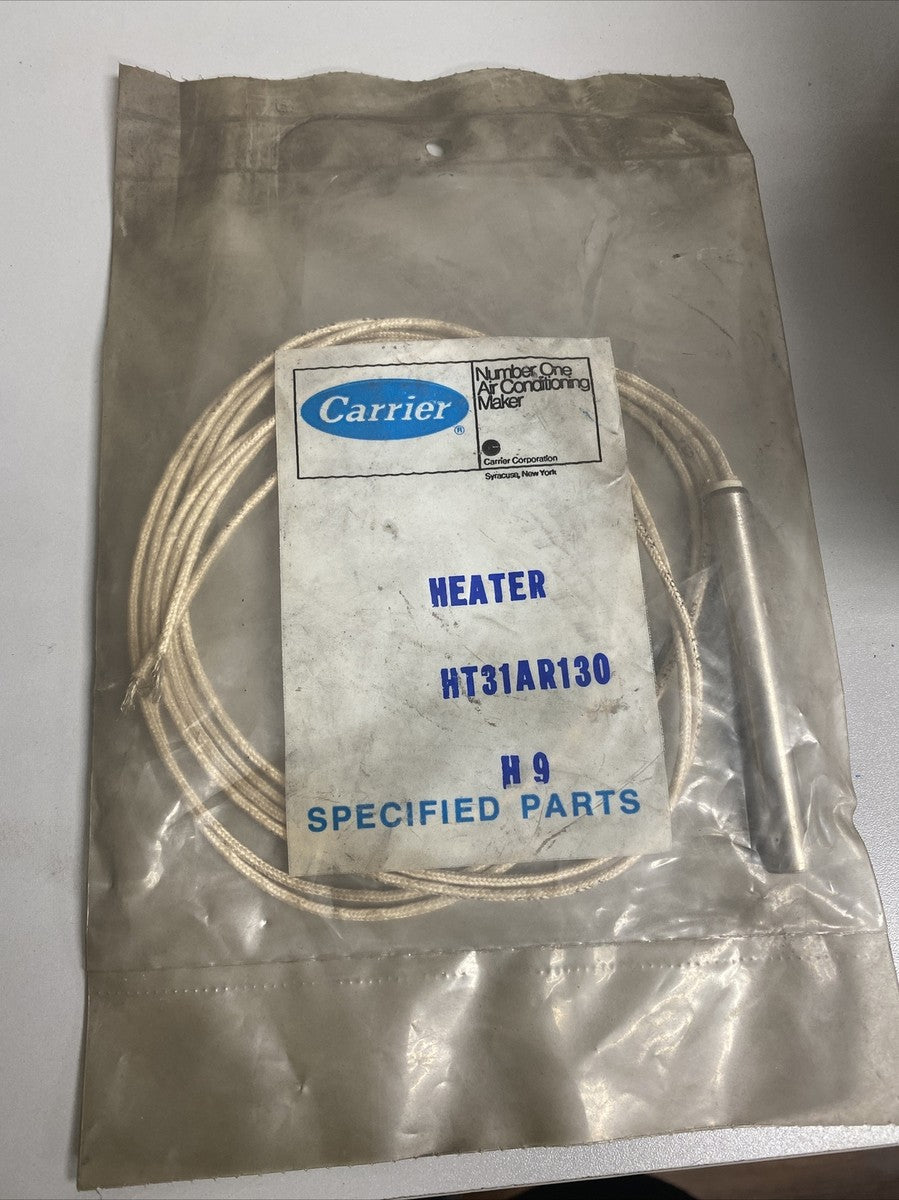 Carrier
®
Number One
Air Conditioning
Maker
Carrier Corporation
Syracuse, New York
HEATER
HT31AR130
H 9
SPECIFIED PARTS